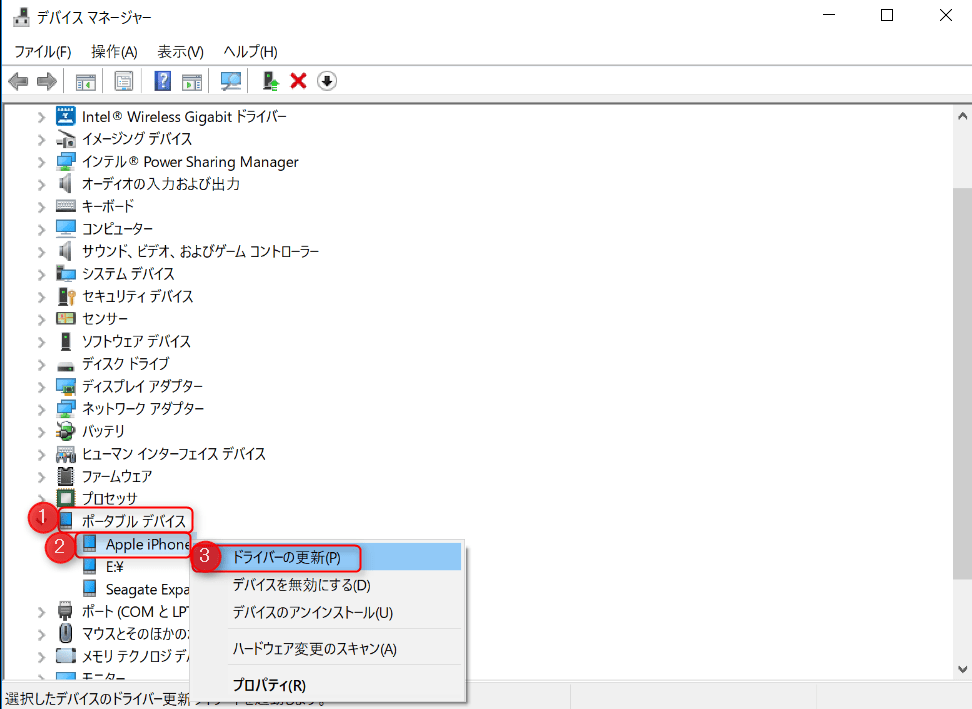 デバイス マネージャー
ファイル(F) 操作(A) 表示(V) ヘルプ(H)
Intel® Wireless Gigabit ドライバー
イメージング デバイス
インテル® Power Sharing Manager
オーディオの入力および出力
キーボード
コンピューター
サウンド、ビデオ、およびゲーム コントローラー
システム デバイス
セキュリティ デバイス
センサー
ソフトウェア デバイス
ディスク ドライブ
ディスプレイ アダプター
ネットワーク アダプター
バッテリ
ヒューマン インターフェイス デバイス
ファームウェア
プロセッサ
1 ポータブル デバイス
2 Apple iPhone
3 ドライバーの更新(P)
E:¥
デバイスを無効にする(D)
Seagate Expa
デバイスのアンインストール(U)
ポート (COM と LPT
マウスとそのほかの
ハードウェア変更のスキャン(A)
メモリ テクノロジ デバ
モニター
プロパティ(R)
選択したデバイスのドライバー更新